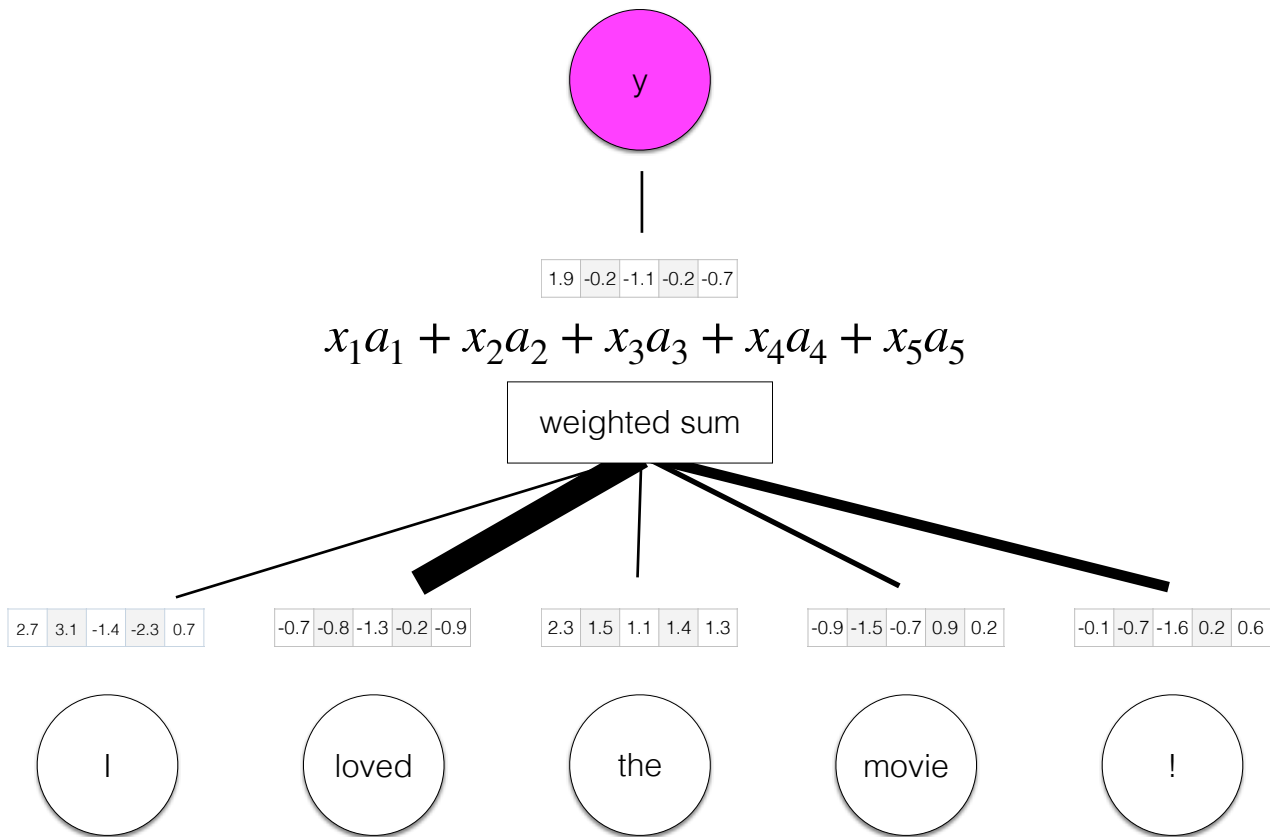 y
1.9 -0.2 -1.1 -0.2 -0.7
x₁a₁ + x₂a₂ + x₃a₃ + x₄a₄ + x₅a₅
weighted sum
2.7 3.1 -1.4 -2.3 0.7 -0.7 -0.8 -1.3 -0.2 -0.9 2.3 1.5 1.1 1.4 1.3 -0.9 -1.5 -0.7 0.9 0.2 -0.1 -0.7 -1.6 0.2 0.6
I loved the movie !